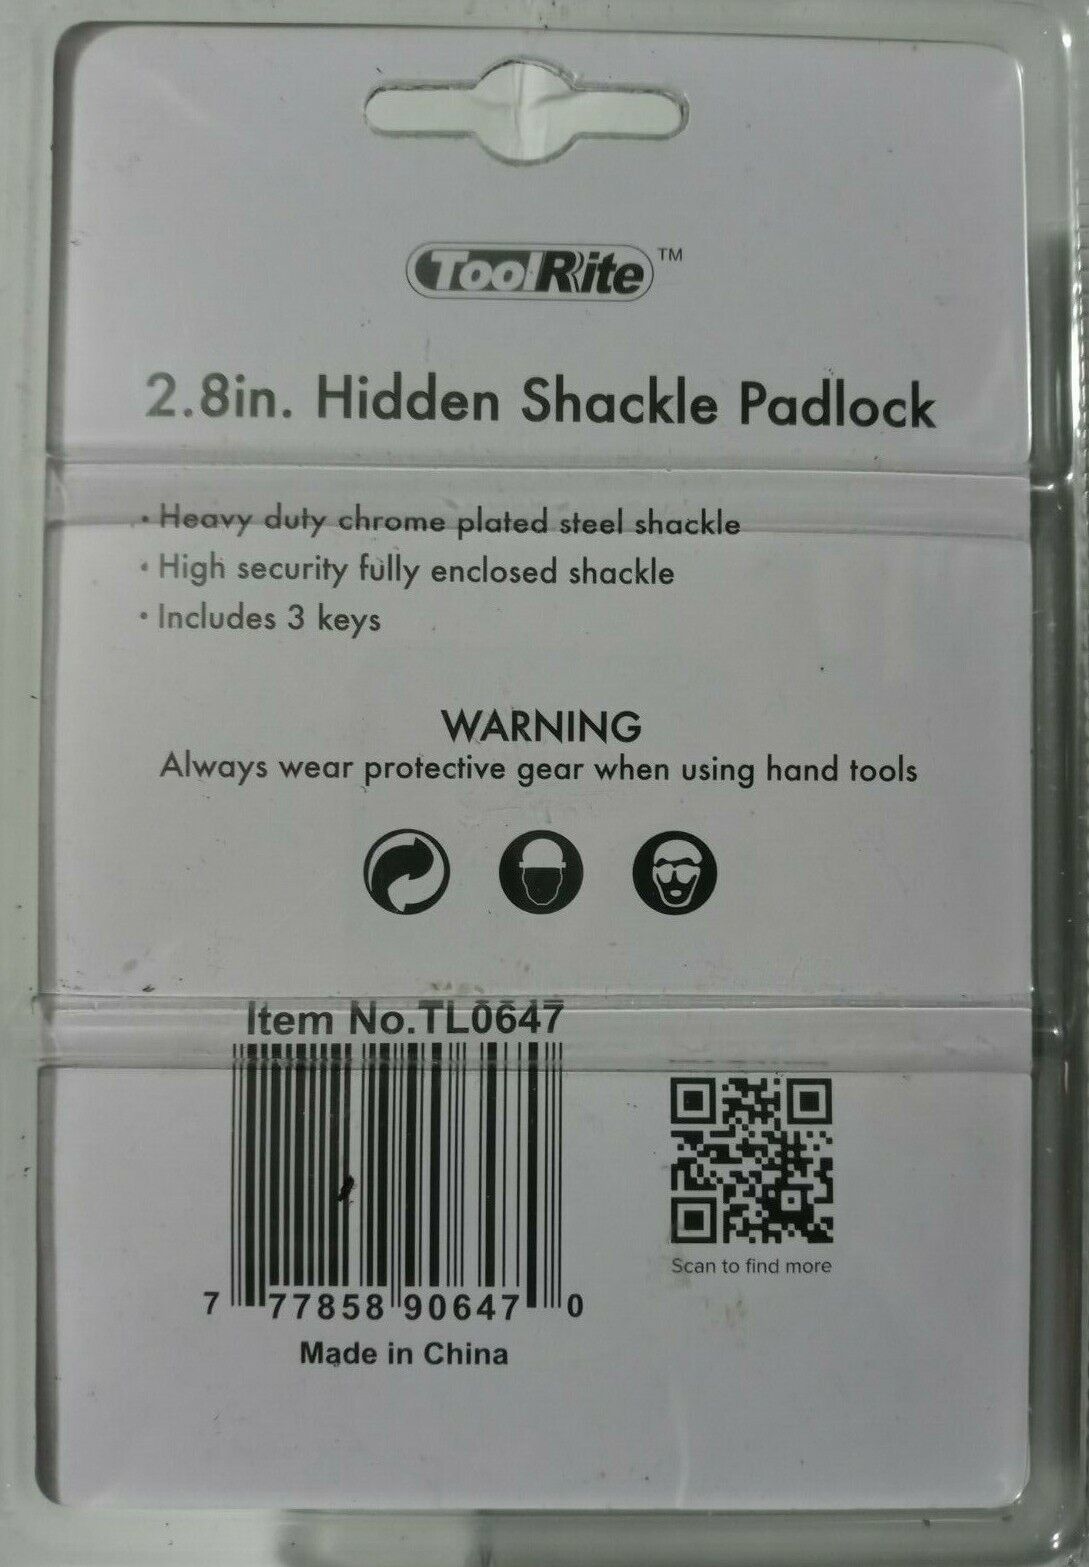 ToolRite™
2.8in. Hidden Shackle Padlock
• Heavy duty chrome plated steel shackle
• High security fully enclosed shackle
• Includes 3 keys
WARNING
Always wear protective gear when using hand tools
Item No.TL0647
7 77858 90647 0
Scan to find more
Made in China